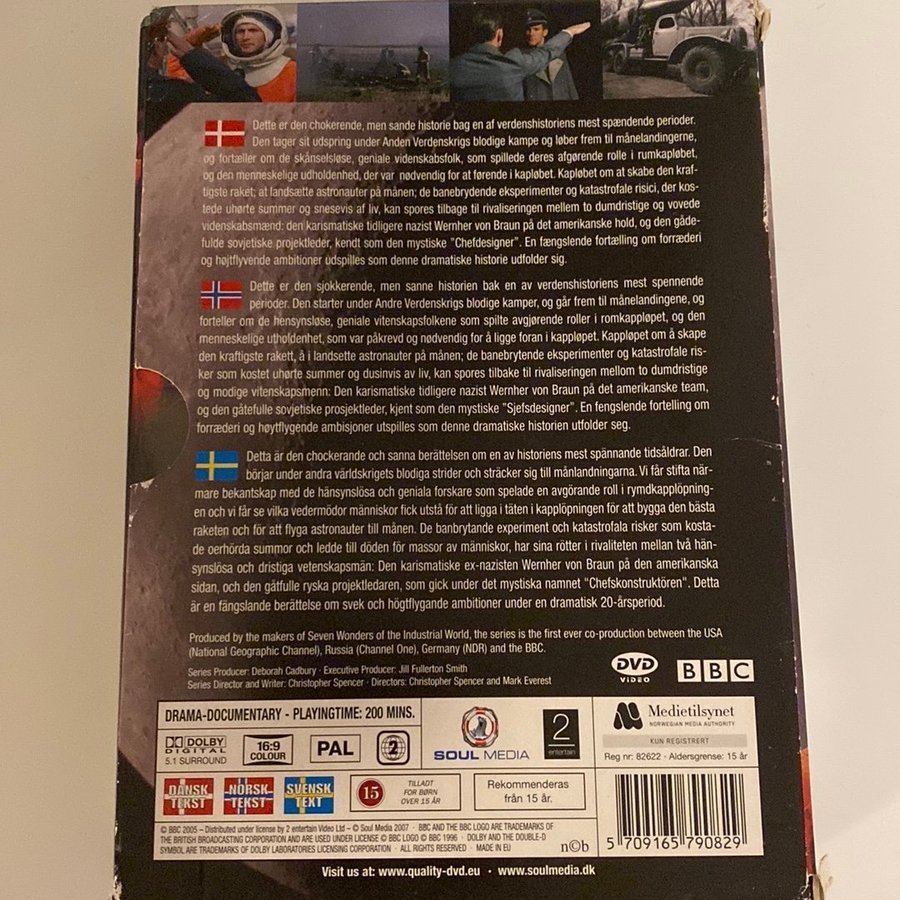 Dette er den chokerende, men sande historie bag en af verdenshistoriens mest spændende perioder.
Den tager sit udspring under Anden Verdenskrigs blodige kampe og løber frem til månelandingerne,
og fortæller om de skånselsløse, geniale videnskabsfolk, som spillede deres afgørende rolle i rumkapløbet,
og den menneskelige udholdenhed, der var nødvendig for at førende i kapløbet. Kapløbet om at skabe den kraf-
tigste raket; at landsætte astronauter på månen; de banebrydende eksperimenter og katastrofale risici, der kos-
tede uhørte summer og snesevis af liv, kan spores tilbage til rivaliseringen mellem to dumdristige og vovede
videnskabsmænd: den karismatiske tidligere nazist Wernher von Braun på det amerikanske hold, og den gåde-
fulde sovjetiske projektleder, kendt som den mystiske "Chefdesigner". En fængslende fortælling om forræderi
og højtflyvende ambitioner udspilles som denne dramatiske historie udfolder sig.
Dette er den sjokkerende, men sanne historien bak en av verdenshistoriens mest spennende
perioder. Den starter under Andre Verdenskrigs blodige kamper, og går frem til månelandingene, og
forteller om de hensynsløse, geniale vitenskapsfolkene som spilte avgjørende roller i romkappløpet, og den
menneskelige utholdenhet, som var påkrevd og nødvendig for å ligge foran i kappløpet. Kappløpet om å skape
den kraftigste rakett, å i landsette astronauter på månen; de banebrytende eksperimenter og katastrofale ris-
ker som kostet uhørte summer og dusinvis av liv, kan spores tilbake til rivaliseringen mellom to dumdristige
og modige vitenskapsmenn: Den karismatiske tidligere nazist Wernher von Braun på det amerikanske team,
og den gåtefulle sovjetiske prosjektleder, kjent som den mystiske "Sjefsdesigner". En fengslende fortelling om
forræderi og høytflygende ambisjoner utspilles som denne dramatiske historien utfolder seg.
Detta är den chockerande och sanna berättelsen om en av historiens mest spännande tidsåldrar. Den
börjar under andra världskrigets blodiga strider och sträcker sig till månlandningarna. Vi får stifta när-
mare bekantskap med de hänsynslösa och geniala forskare som spelade en avgörande roll i rymdkapplöpning-
en och vi får se vilka vedermödor människor fick utstå för att ligga i täten i kapplöpningen för att bygga den bästa
raketen och för att flyga astronauter till månen. De banbrytande experiment och katastrofala risker som kosta-
de oerhörda summor och ledde till döden för massor av människor, har sina rötter i rivaliteten mellan två hän-
synslösa och dristiga vetenskapsmän: Den karismatiske ex-nazisten Wernher von Braun på den amerikanska
sidan, och den gåtfulle ryska projektledaren, som gick under det mystiska namnet "Chefskonstruktören". Detta
är en fängslande berättelse om svek och högtflygande ambitioner under en dramatisk 20-årsperiod.
Produced by the makers of Seven Wonders of the Industrial World, the series is the first ever co-production between the USA
(National Geographic Channel), Russia (Channel One), Germany (NDR) and the BBC.
Series Producer: Deborah Cadbury · Executive Producer: Jill Fullerton Smith
Series Director and Writer: Christopher Spencer · Directors: Christopher Spencer and Mark Everest
DVD
VIDEO
BBC
DRAMA-DOCUMENTARY - PLAYINGTIME: 200 MINS.
DOLBY
DIGITAL
5.1 SURROUND
16:9
COLOUR
PAL
2
SOUL MEDIA
2
entertain
Medietilsynet
NORWEGIAN MEDIA AUTHORITY
KUN REGISTRERT
Reg nr: 82622 - Aldersgrense: 15 år
DANSK
TEKST
NORSK
TEKST
SVENSK
TEXT
15
TILLADT
FOR BØRN
OVER 15 ÅR
Rekommenderas
från 15 år.
© BBC 2005 – Distributed under license by 2 entertain Video Ltd – © Soul Media 2007 · BBC AND THE BBC LOGO ARE TRADEMARKS OF
THE BRITISH BROADCASTING CORPORATION AND ARE USED UNDER LICENSE © BBC LOGO © BBC 1996 · DOLBY AND THE DOUBLE-D
SYMBOL ARE TRADEMARKS OF DOLBY LABORATORIES LICENSING CORPORATION · ALL RIGHTS RESERVED · MADE IN EU
n©b
5 709165 790829
Visit us at: www.quality-dvd.eu · www.soulmedia.dk